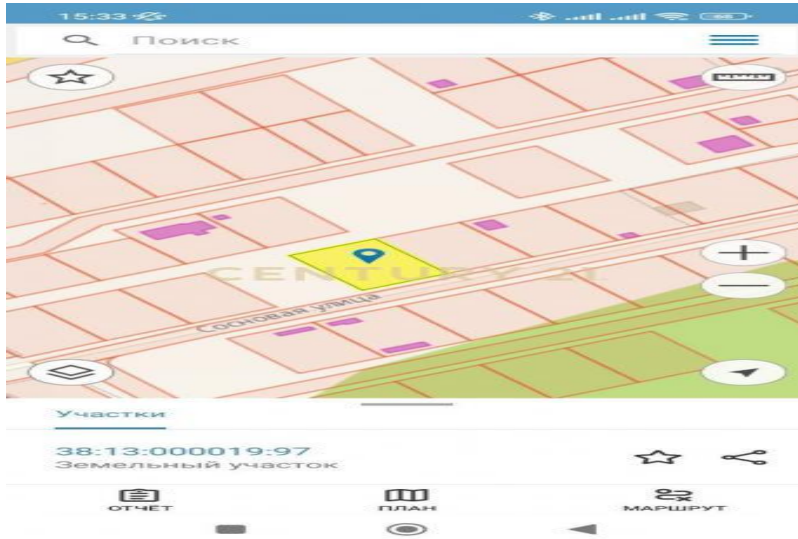 15:33
Поиск
CENTURY 21
Сосновая улица
Участки
38:13:000019:97
Земельный участок
ОТЧЁТ
ПЛАН
МАРШРУТ